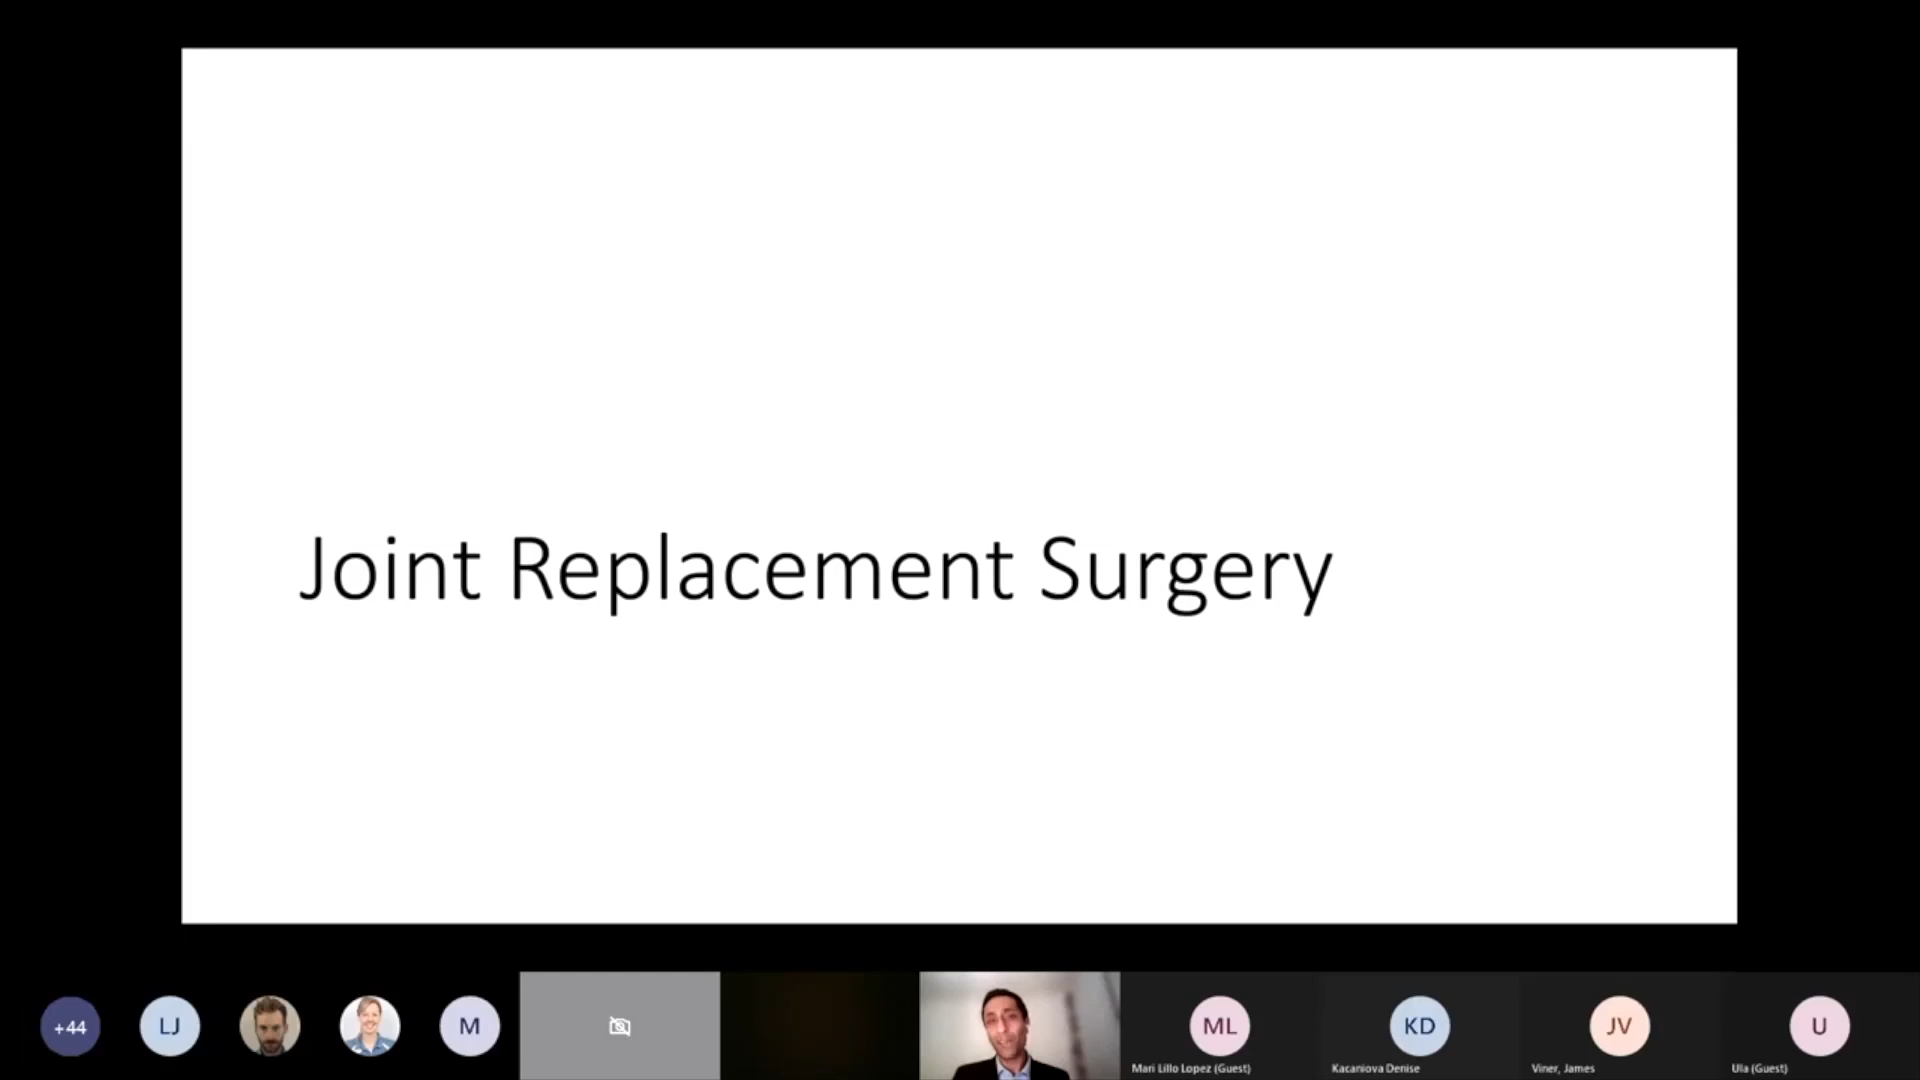 Joint Replacement Surgery
+44
LJ
M
ML
KD
JV
U
Mari Lillo Lopez (Guest)
Kacaniova Denise
Viner, James
Ula (Guest)